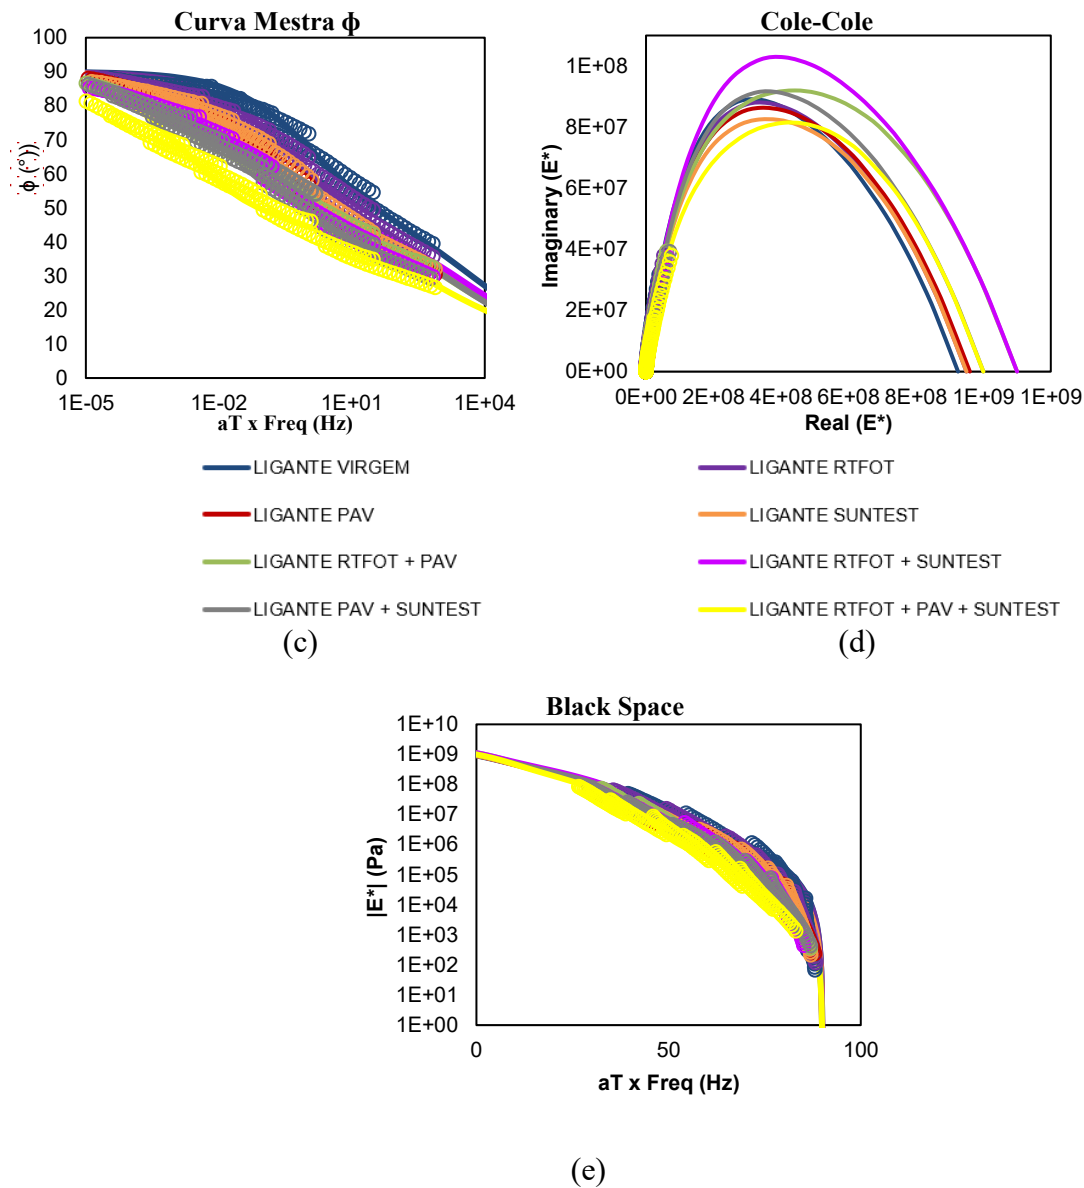 Curva Mestra ϕ
100
90
80
70
60
50
40
30
20
10
0
ϕ (°))
1E-05
1E-02
1E+01
1E+04
aT x Freq (Hz)
Cole-Cole
1E+08
8E+07
6E+07
4E+07
2E+07
0E+00
Imaginary (E*)
0E+00
2E+08
4E+08
6E+08
8E+08
1E+09
1E+09
Real (E*)
LIGANTE VIRGEM
LIGANTE RTFOT
LIGANTE PAV
LIGANTE SUNTEST
LIGANTE RTFOT + PAV
LIGANTE RTFOT + SUNTEST
LIGANTE PAV + SUNTEST
LIGANTE RTFOT + PAV + SUNTEST
(c)
(d)
Black Space
1E+10
1E+09
1E+08
1E+07
1E+06
1E+05
1E+04
1E+03
1E+02
1E+01
1E+00
|E*| (Pa)
0
50
100
aT x Freq (Hz)
(e)